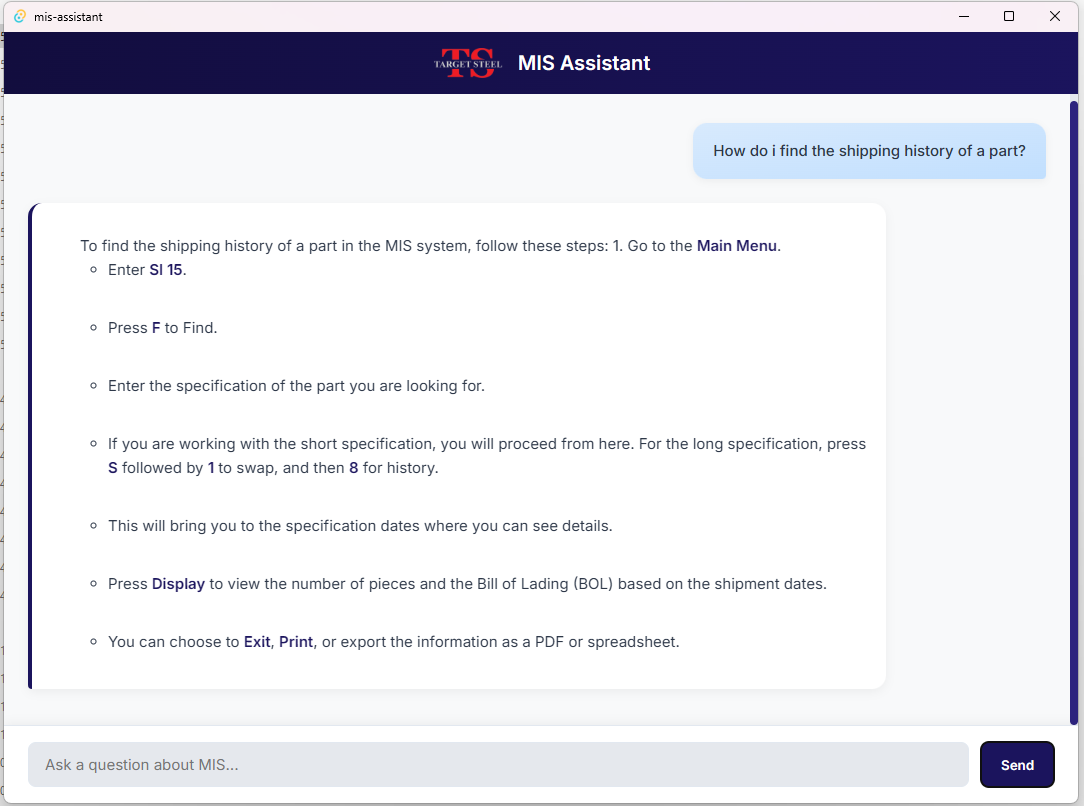 mis-assistant
TS
TARGET STEEL
MIS Assistant
How do i find the shipping history of a part?
To find the shipping history of a part in the MIS system, follow these steps: 1. Go to the Main Menu.
Enter SI 15.
Press F to Find.
Enter the specification of the part you are looking for.
If you are working with the short specification, you will proceed from here. For the long specification, press
S followed by 1 to swap, and then 8 for history.
This will bring you to the specification dates where you can see details.
Press Display to view the number of pieces and the Bill of Lading (BOL) based on the shipment dates.
You can choose to Exit, Print, or export the information as a PDF or spreadsheet.
Ask a question about MIS...
Send